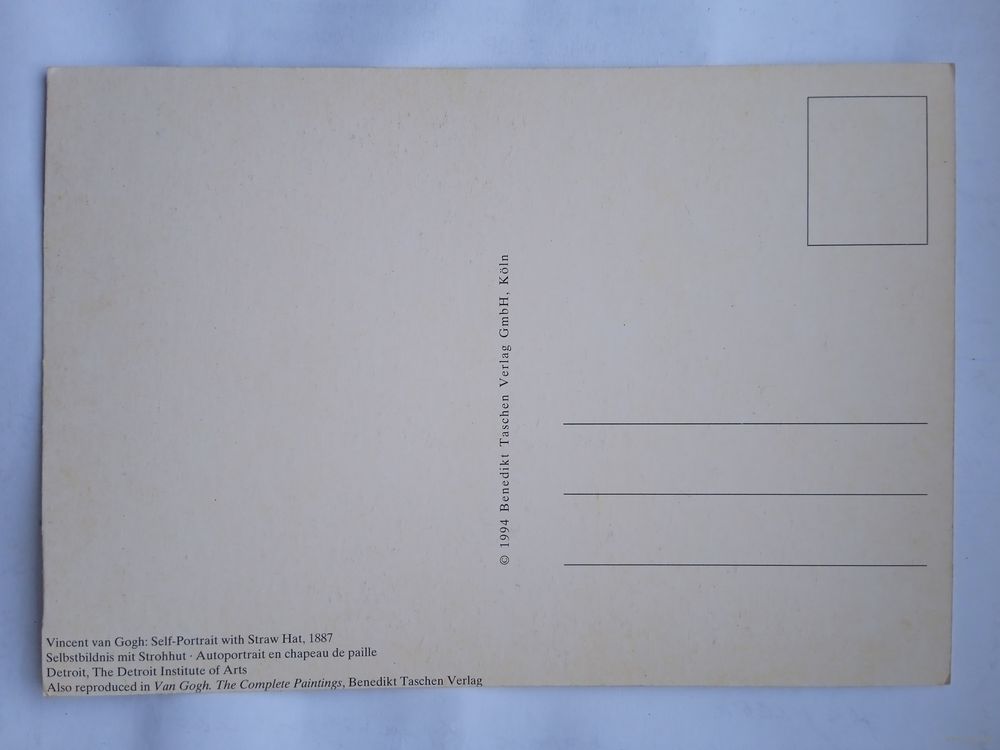 © 1994 Benedikt Taschen Verlag GmbH, Köln
Vincent van Gogh: Self-Portrait with Straw Hat, 1887
Selbstbildnis mit Strohhut · Autoportrait en chapeau de paille
Detroit, The Detroit Institute of Arts
Also reproduced in Van Gogh. The Complete Paintings, Benedikt Taschen Verlag